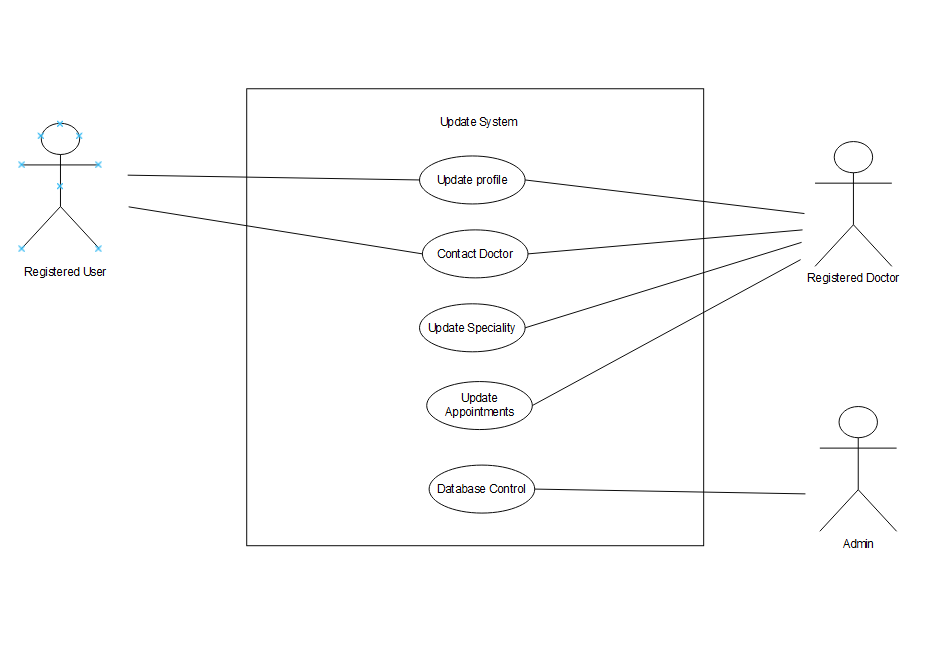 Update System
Update profile
Contact Doctor
Registered User
Registered Doctor
Update Speciality
Update
Appointments
Database Control
Admin